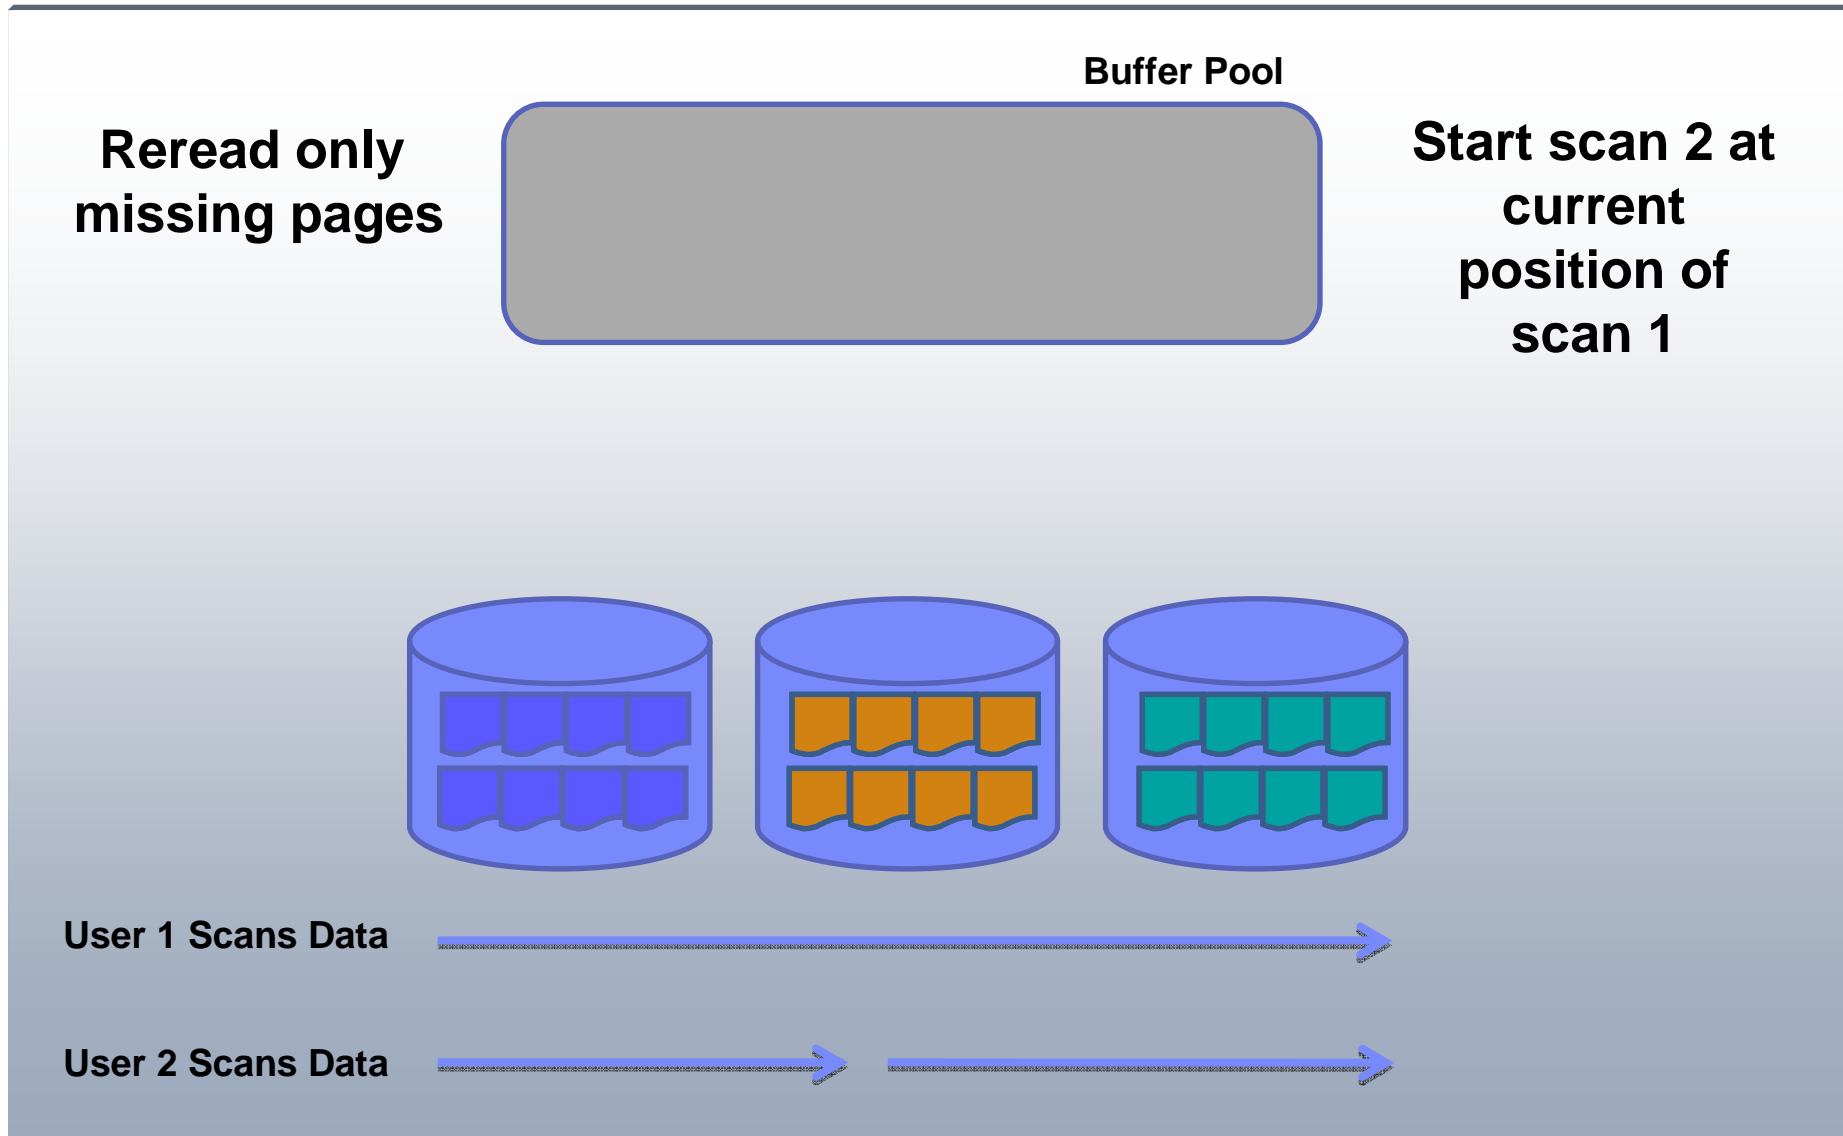 Buffer Pool
Reread only
missing pages
Start scan 2 at
current
position of
scan 1
User 1 Scans Data
User 2 Scans Data